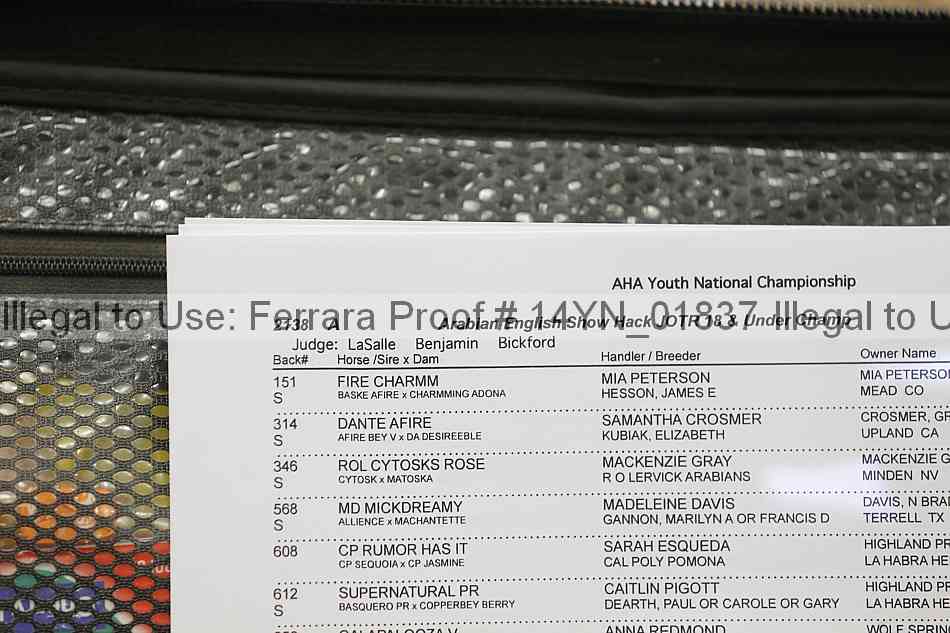 AHA Youth National Championship
Illegal to Use: Ferrara Proof # 14YN_01837 Illegal to U
2738 A Arabian English Show Hack JOTR 18 & Under Champ
Judge: LaSalle Benjamin Bickford
Back# Horse /Sire x Dam Handler / Breeder Owner Name
151 FIRE CHARMM MIA PETERSON MIA PETERSON
S BASKE AFIRE x CHARMMING ADONA HESSON, JAMES E MEAD CO
314 DANTE AFIRE SAMANTHA CROSMER CROSMER, GR
S AFIRE BEY V x DA DESIREEBLE KUBIAK, ELIZABETH UPLAND CA
346 ROL CYTOSKS ROSE MACKENZIE GRAY MACKENZIE G
S CYTOSK x MATOSKA R O LERVICK ARABIANS MINDEN NV
568 MD MICKDREAMY MADELEINE DAVIS DAVIS, N BRA
S ALLIENCE x MACHANTETTE GANNON, MARILYN A OR FRANCIS D TERRELL TX
608 CP RUMOR HAS IT SARAH ESQUEDA HIGHLAND PR
CP SEQUOIA x CP JASMINE CAL POLY POMONA LA HABRA HE
612 SUPERNATURAL PR CAITLIN PIGOTT HIGHLAND PR
S BASQUERO PR x COPPERBEY BERRY DEARTH, PAUL OR CAROLE OR GARY LA HABRA HE
ANNA REDMOND WOLF SPRIN